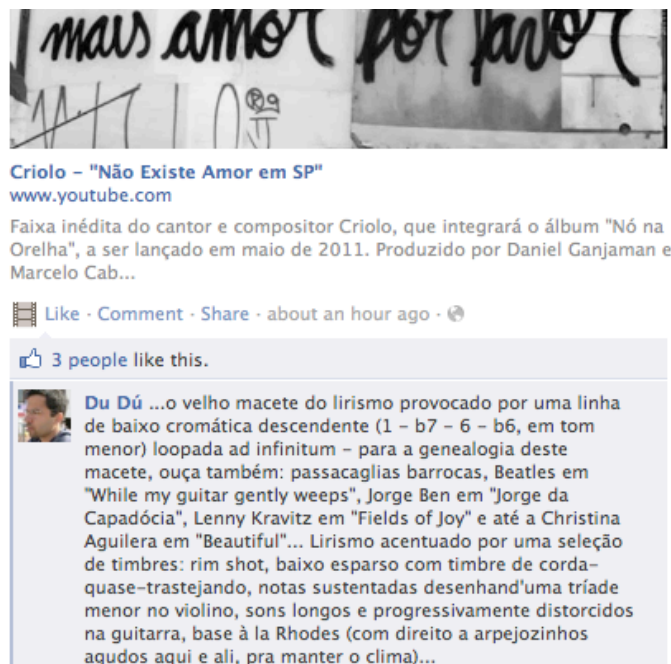 mais amor por favor
Criolo - "Não Existe Amor em SP"
www.youtube.com
Faixa inédita do cantor e compositor Criolo, que integrará o álbum "Nó na
Orelha", a ser lançado em maio de 2011. Produzido por Daniel Ganjaman e
Marcelo Cab...
Like · Comment · Share · about an hour ago ·
3 people like this.
Du Dú ...o velho macete do lirismo provocado por uma linha
de baixo cromática descendente (1 - b7 - 6 - b6, em tom
menor) loopada ad infinitum - para a genealogia deste
macete, ouça também: passacaglias barrocas, Beatles em
"While my guitar gently weeps", Jorge Ben em "Jorge da
Capadócia", Lenny Kravitz em "Fields of Joy" e até a Christina
Aguilera em "Beautiful"... Lirismo acentuado por uma seleção
de timbres: rim shot, baixo esparso com timbre de corda-
quase-trastejando, notas sustentadas desenhand'uma tríade
menor no violino, sons longos e progressivamente distorcidos
na guitarra, base à la Rhodes (com direito a arpejozinhos
agudos aqui e ali, pra manter o clima)...